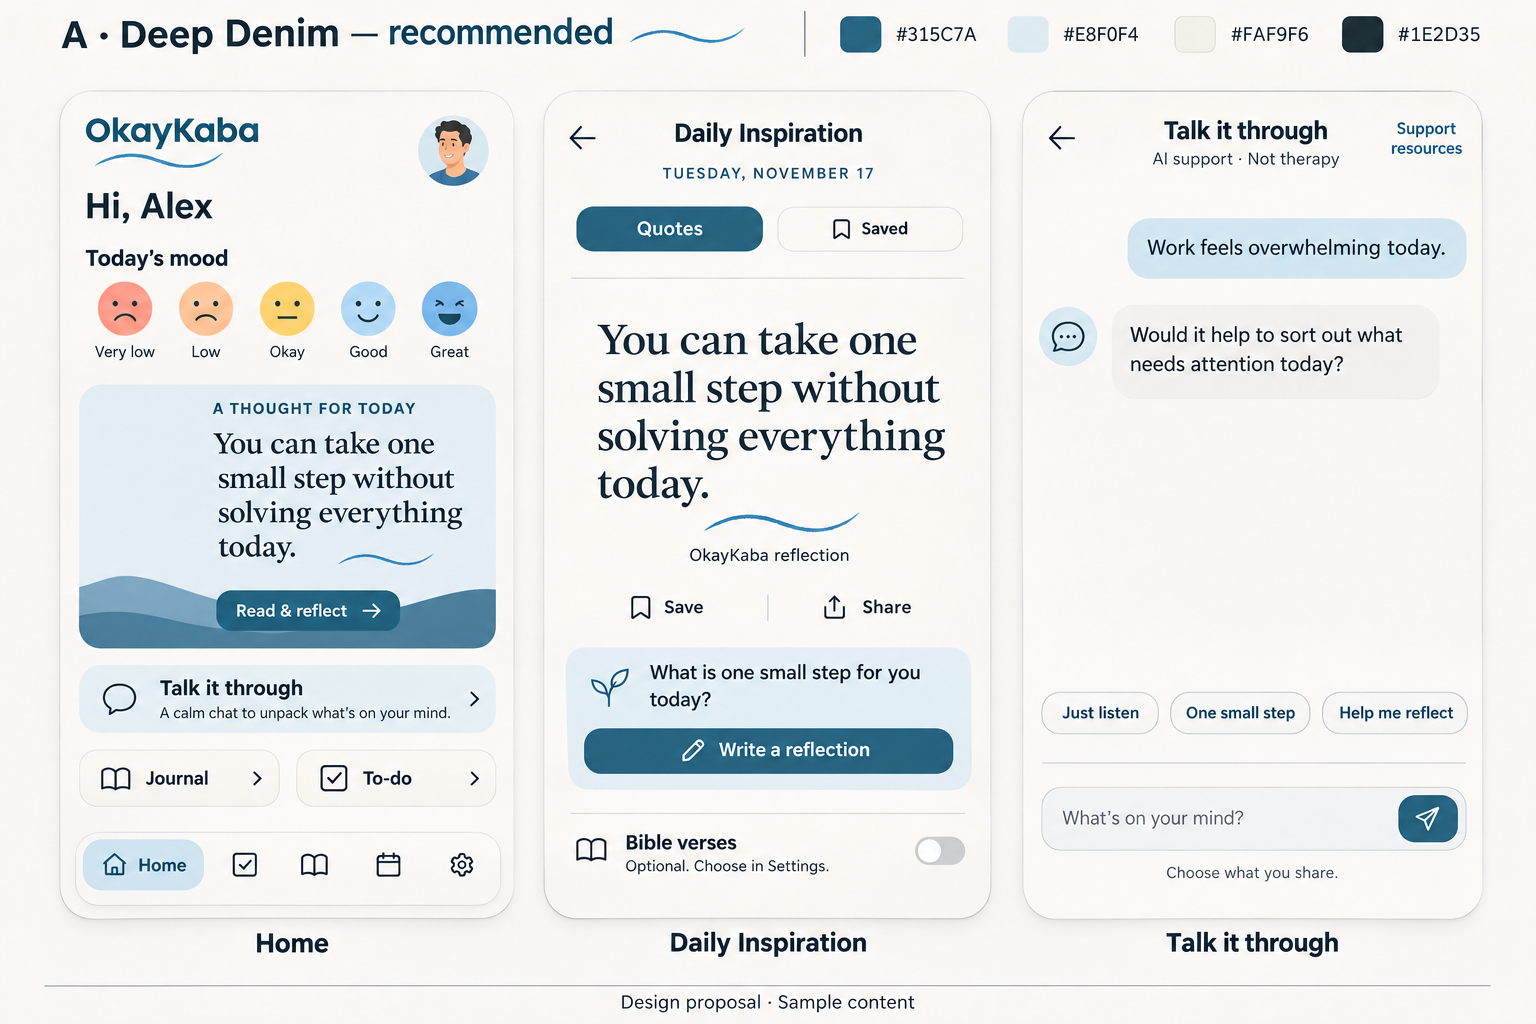 A · Deep Denim — recommended
#315C7A
#E8F0F4
#FAF9F6
#1E2D35
OkayKaba
Hi, Alex
Today's mood
Very low
Low
Okay
Good
Great
A THOUGHT FOR TODAY
You can take one
small step without
solving everything
today.
Read & reflect
Talk it through
A calm chat to unpack what's on your mind.
Journal
To-do
Home
Home
Daily Inspiration
TUESDAY, NOVEMBER 17
Quotes
Saved
You can take one
small step without
solving everything
today.
OkayKaba reflection
Save
Share
What is one small step for you
today?
Write a reflection
Bible verses
Optional. Choose in Settings.
Daily Inspiration
Talk it through
AI support · Not therapy
Support
resources
Work feels overwhelming today.
Would it help to sort out what
needs attention today?
Just listen
One small step
Help me reflect
What's on your mind?
Choose what you share.
Talk it through
Design proposal · Sample content